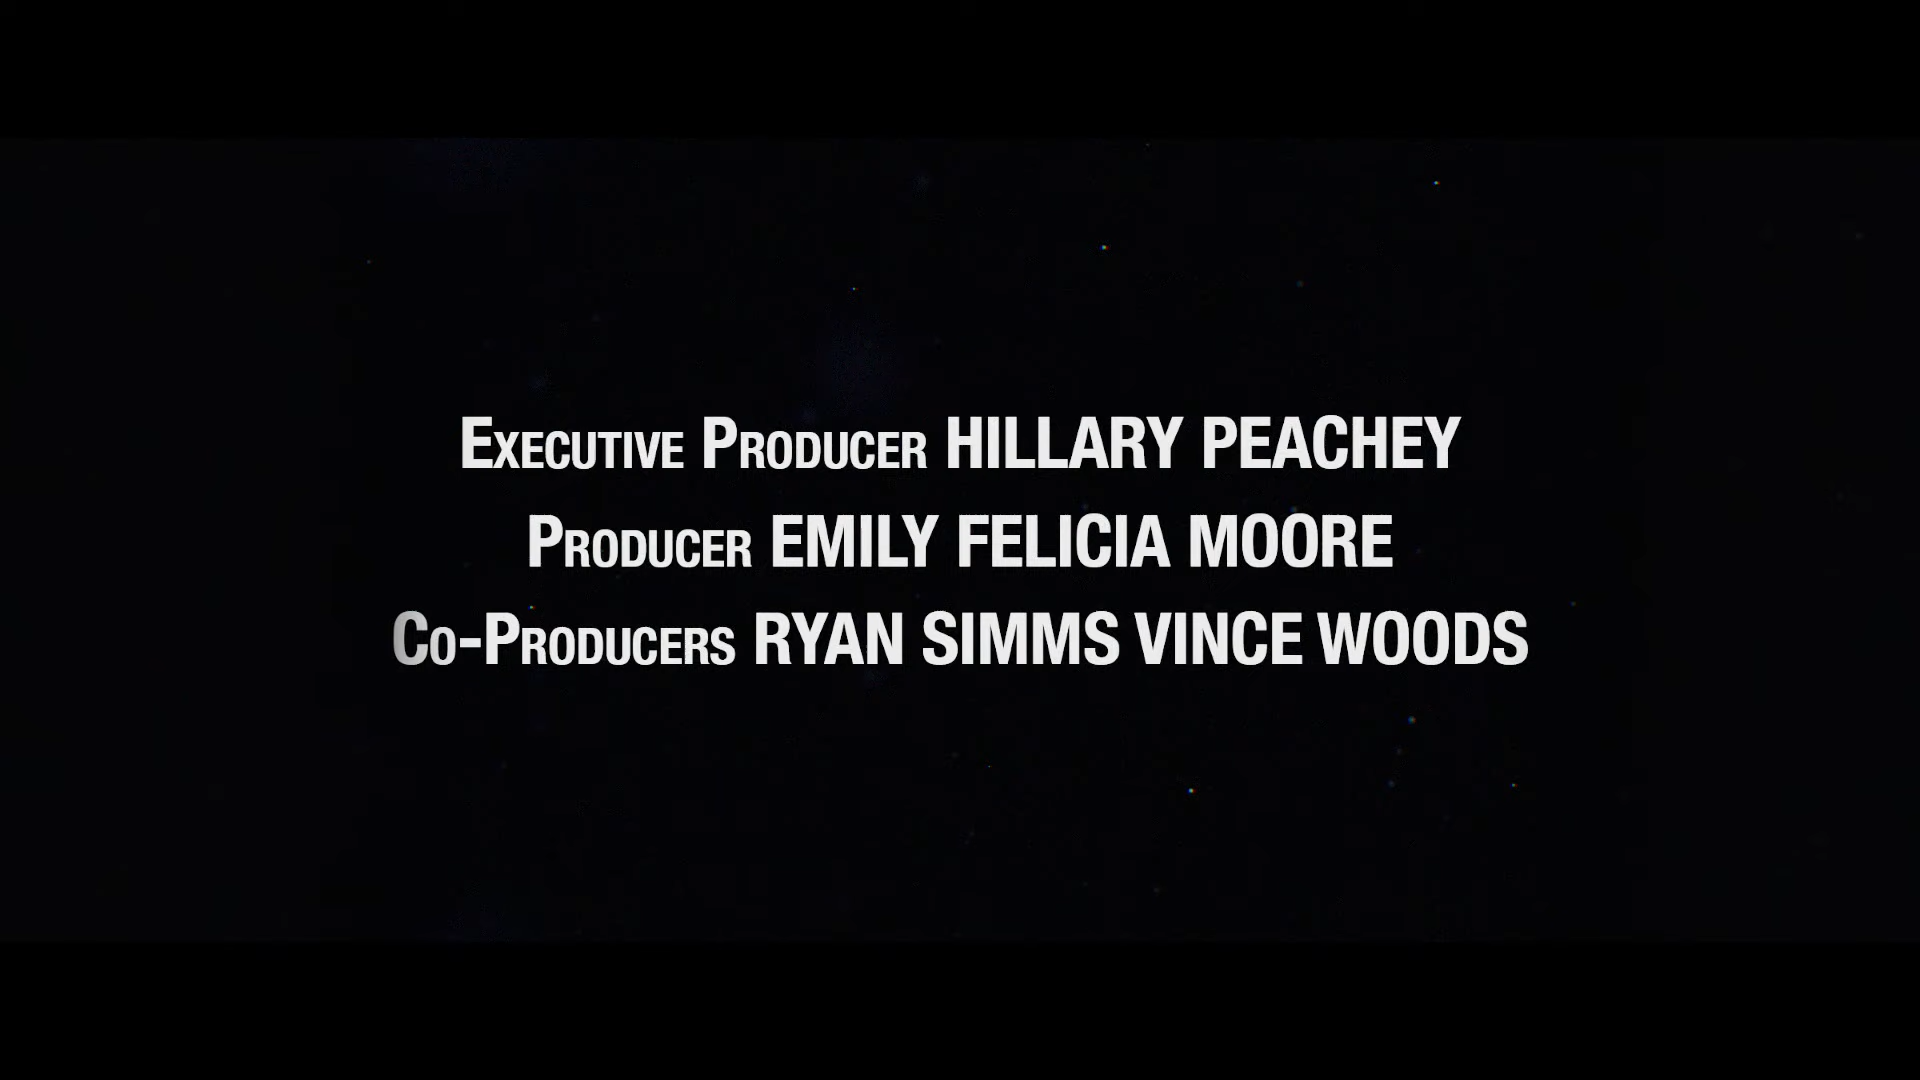 Executive Producer HILLARY PEACHEY
Producer EMILY FELICIA MOORE
Co-Producers RYAN SIMMS VINCE WOODS